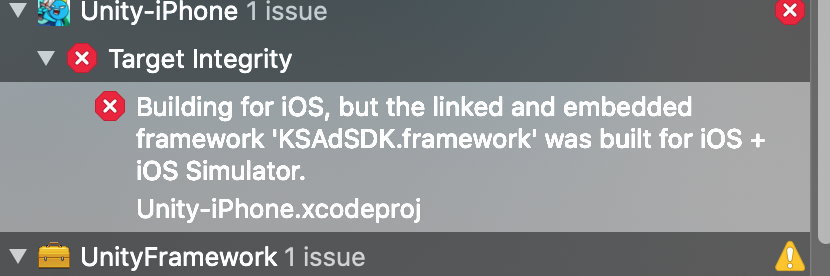 Unity-iPhone 1 issue
Target Integrity
Building for iOS, but the linked and embedded
framework 'KSAdSDK.framework' was built for iOS +
iOS Simulator.
Unity-iPhone.xcodeproj
UnityFramework 1 issue